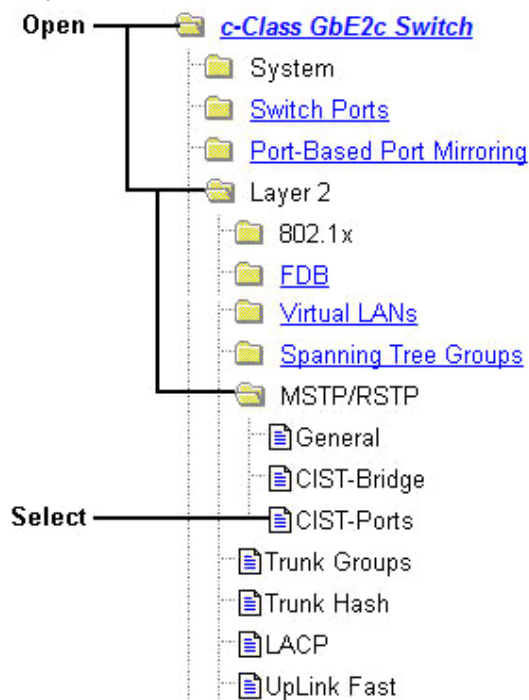 Open c-Class GbE2c Switch
System
Switch Ports
Port-Based Port Mirroring
Layer 2
802.1x
FDB
Virtual LANs
Spanning Tree Groups
MSTP/RSTP
General
CIST-Bridge
Select CIST-Ports
Trunk Groups
Trunk Hash
LACP
UpLink Fast